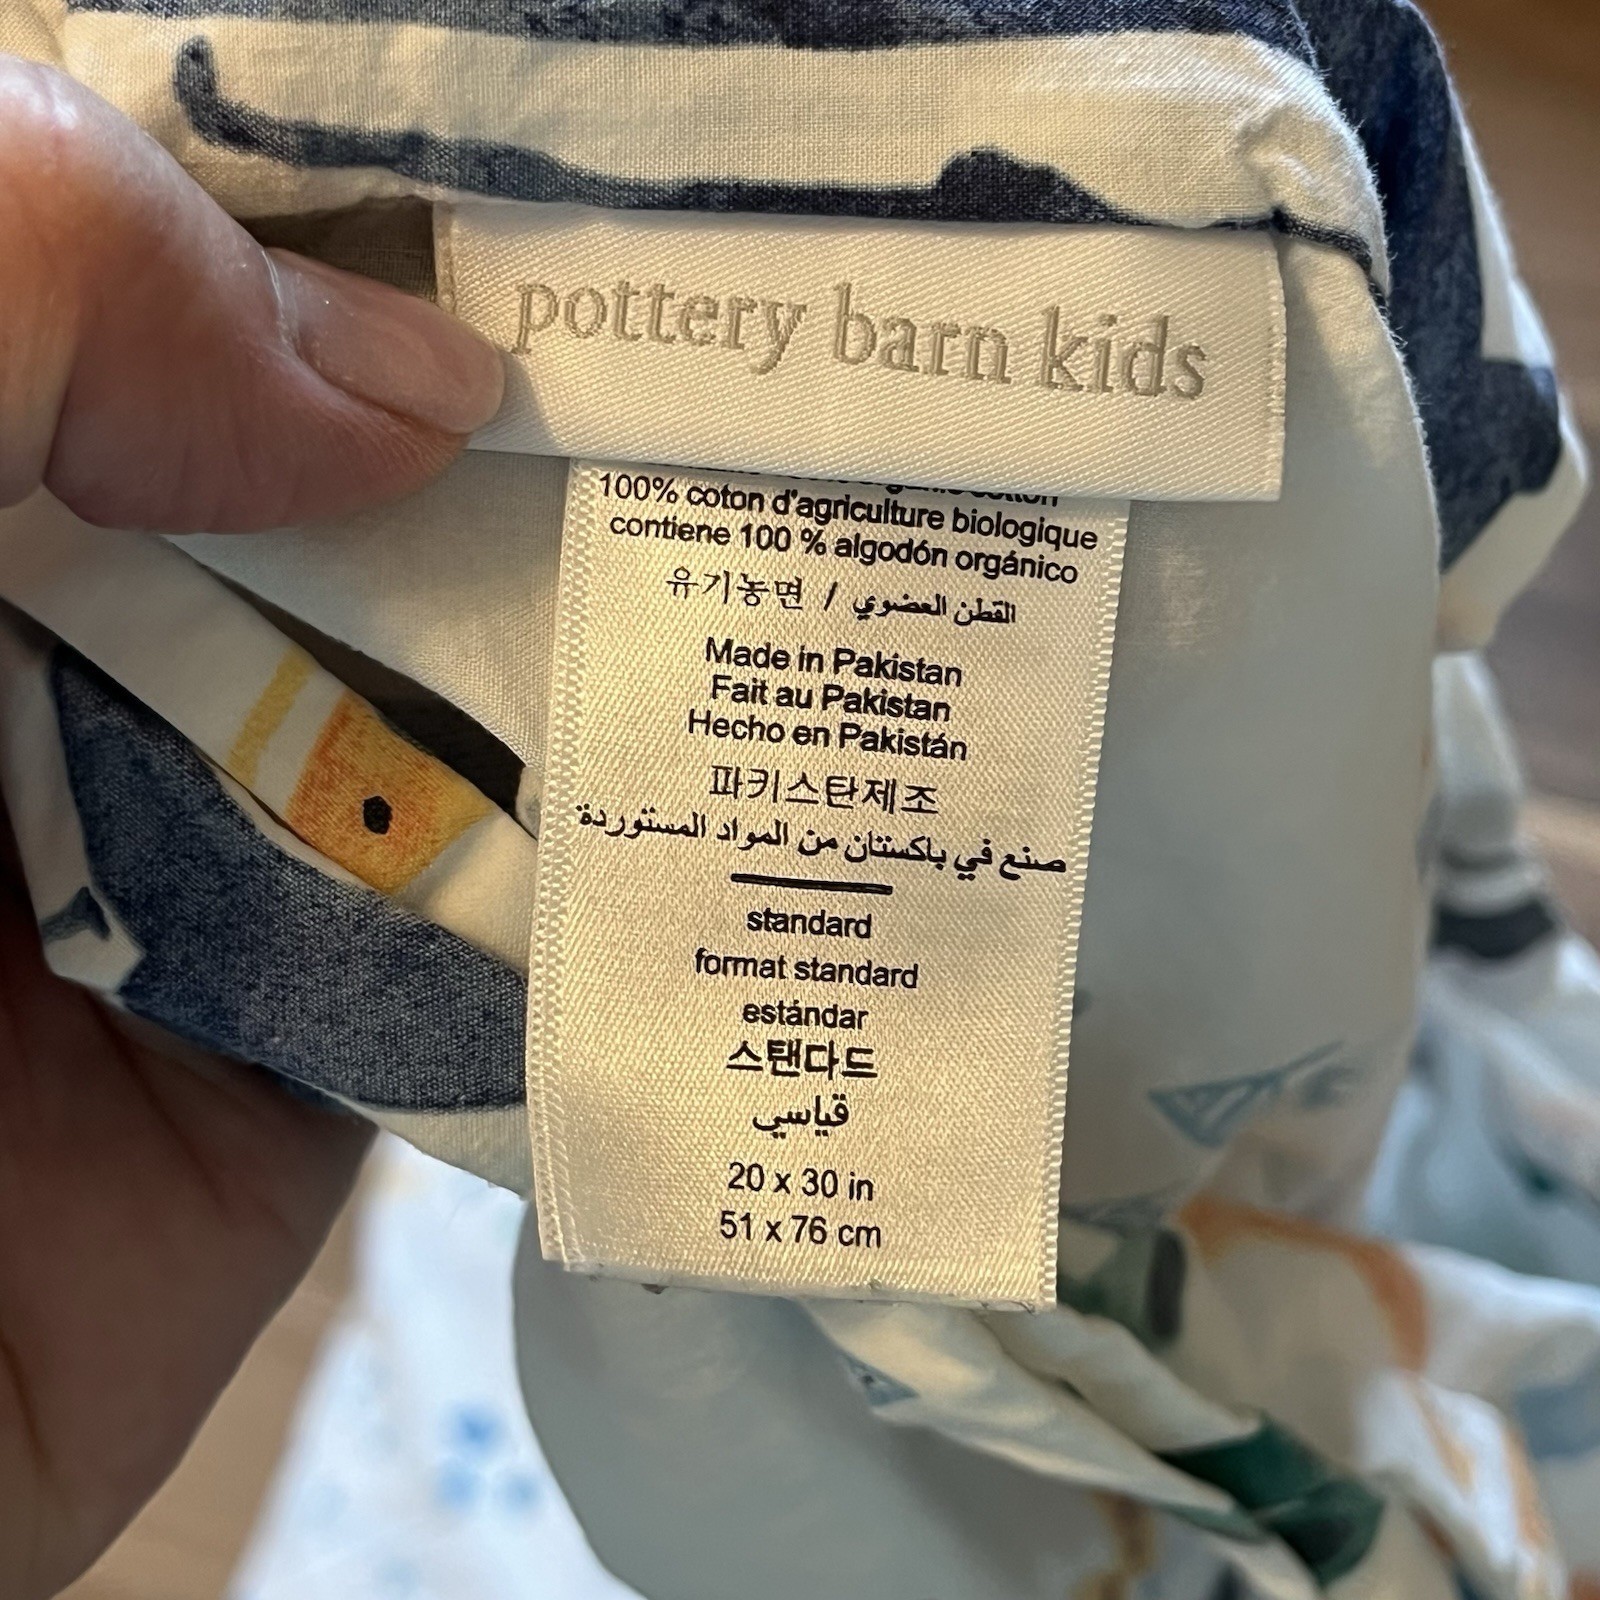 pottery barn kids
organic cotton
100% coton d'agriculture biologique
contiene 100 % algodón orgánico
유기농면 / القطن العضوي
Made in Pakistan
Fait au Pakistan
Hecho en Pakistán
파키스탄제조
صنع في باكستان من المواد المستوردة.
standard
format standard
estándar
스탠다드
قياسي
20 x 30 in
51 x 76 cm